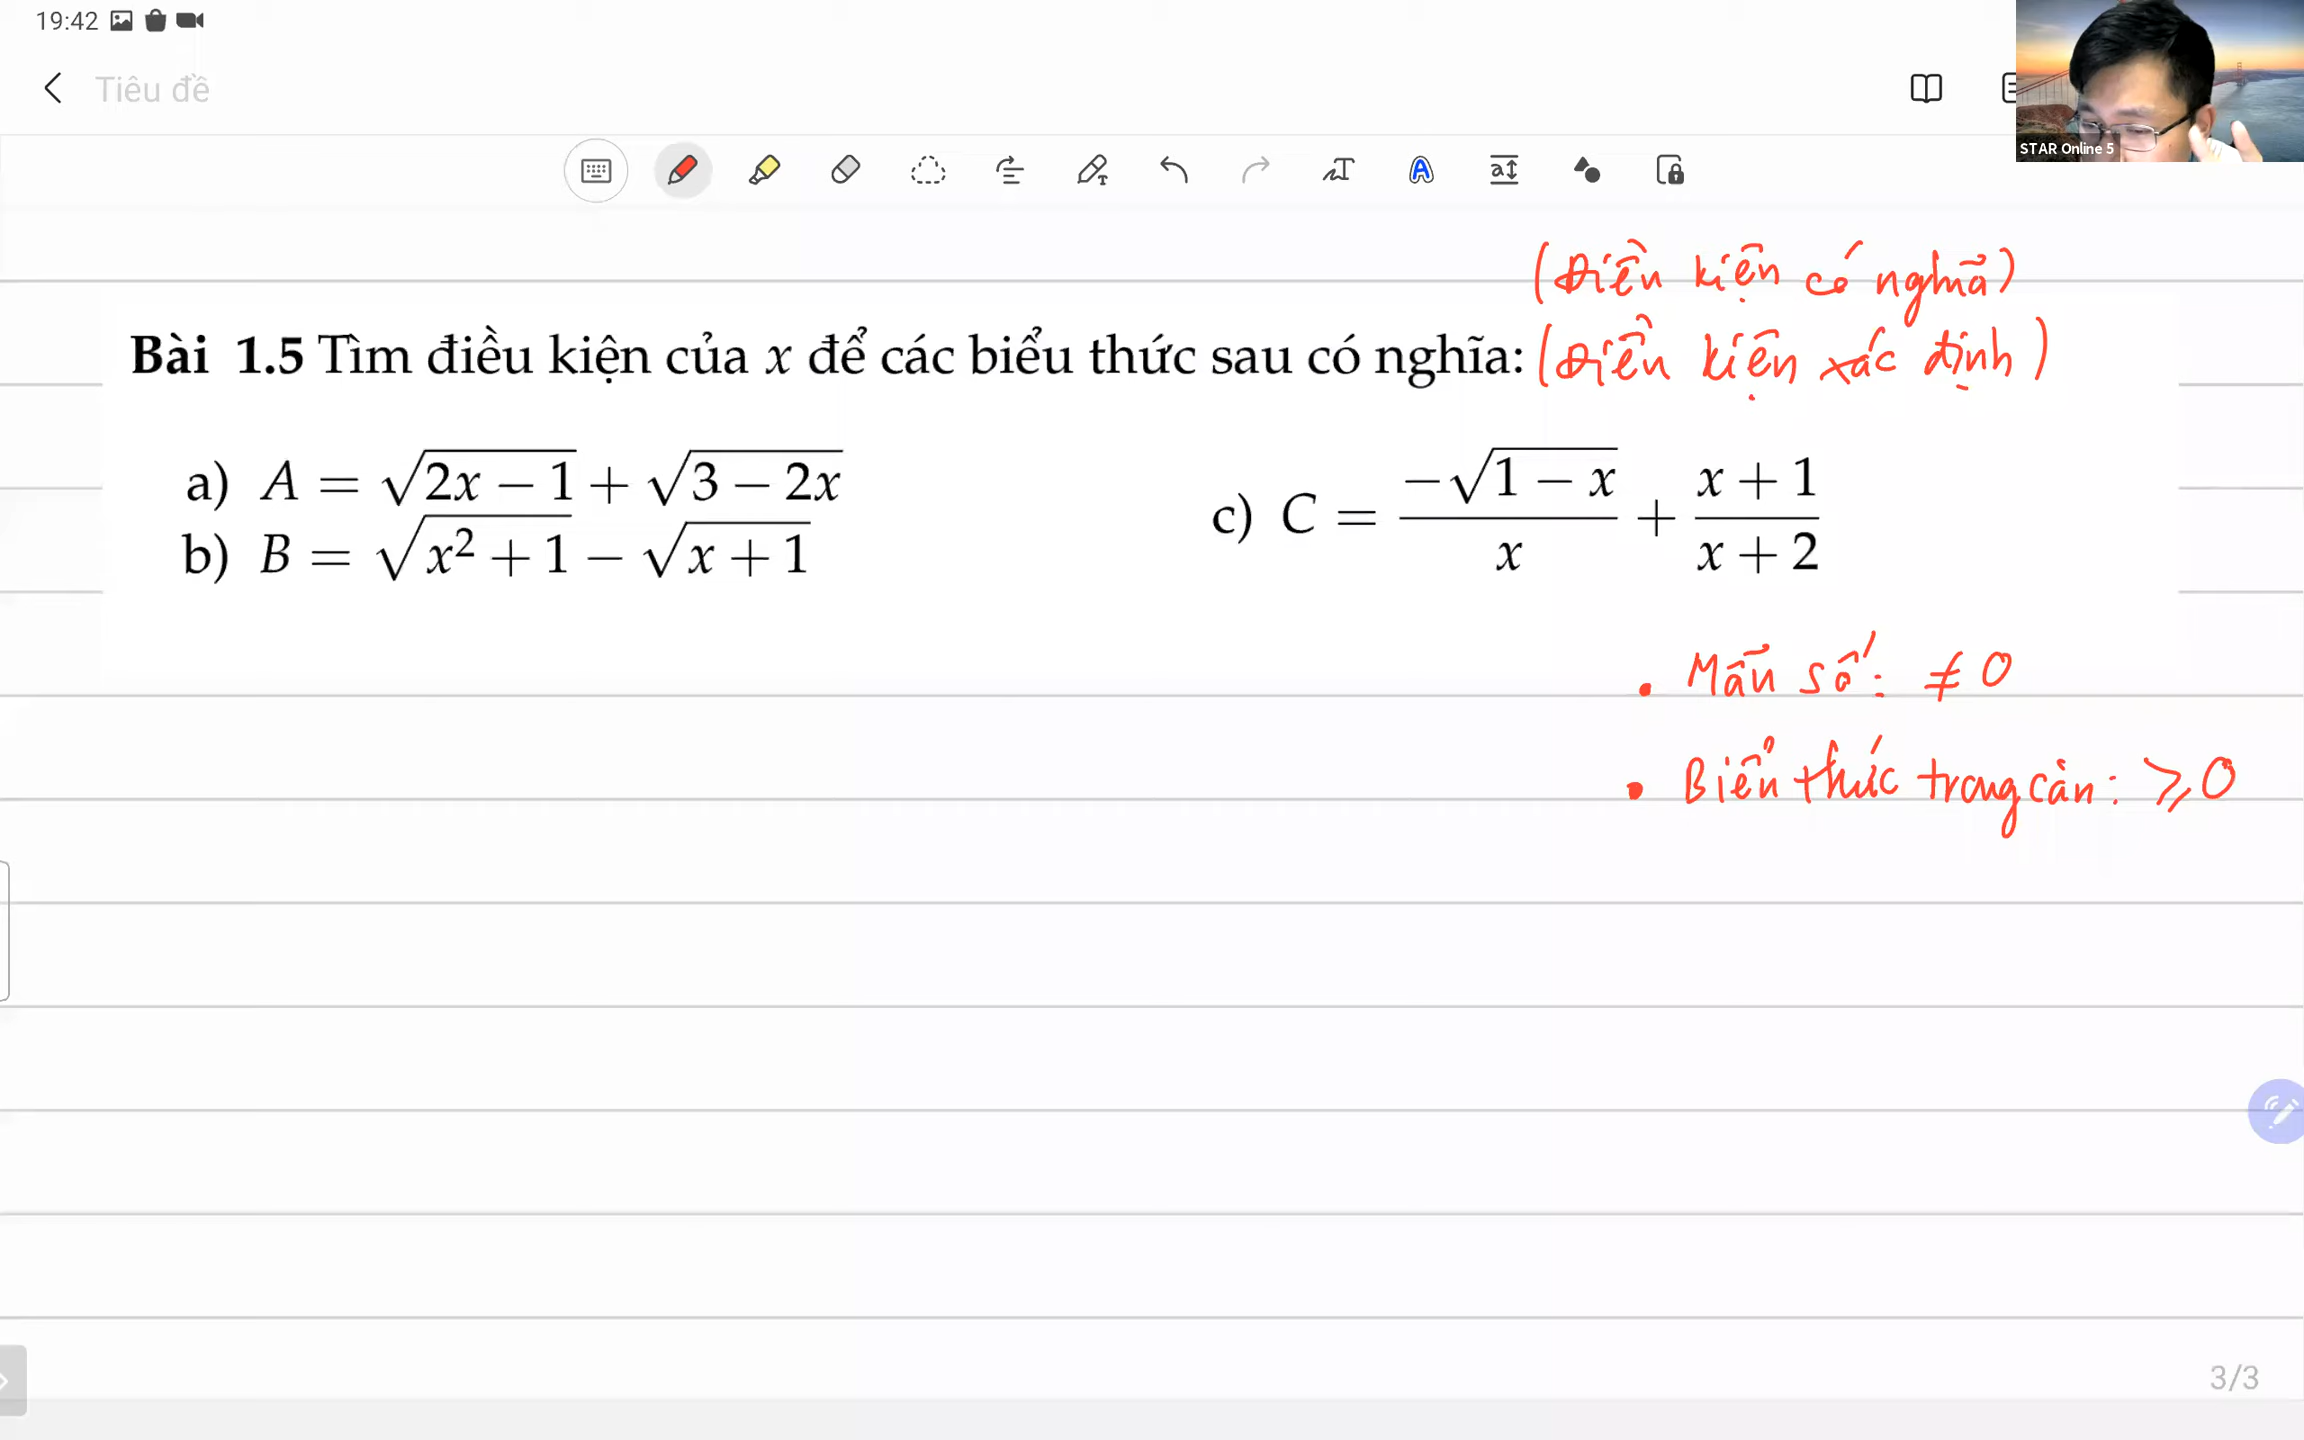 19:42
Tiêu đề
STAR Online 5
(Điều kiện có nghĩa)
Bài 1.5 Tìm điều kiện của x để các biểu thức sau có nghĩa: (Điều kiện xác định)
a) A = √(2x − 1) + √(3 − 2x)
b) B = √(x² + 1) − √(x + 1)
c) C = (−√(1 − x))/x + (x + 1)/(x + 2)
• Mẫu số: ≠ 0
• Biểu thức trong căn: ⩾ 0
3/3